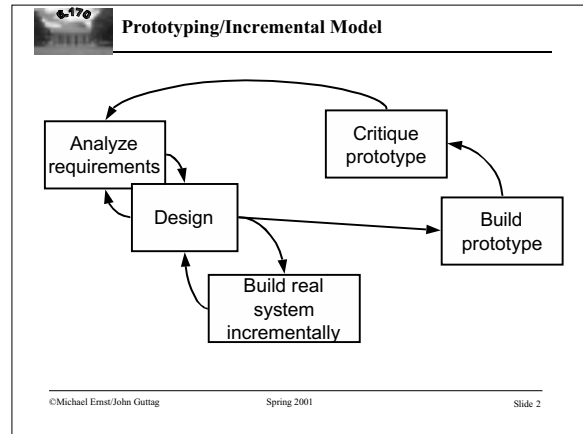 6.170
Prototyping/Incremental Model
Analyze
requirements
Critique
prototype
Design
Build
prototype
Build real
system
incrementally
©Michael Ernst/John Guttag Spring 2001 Slide 2